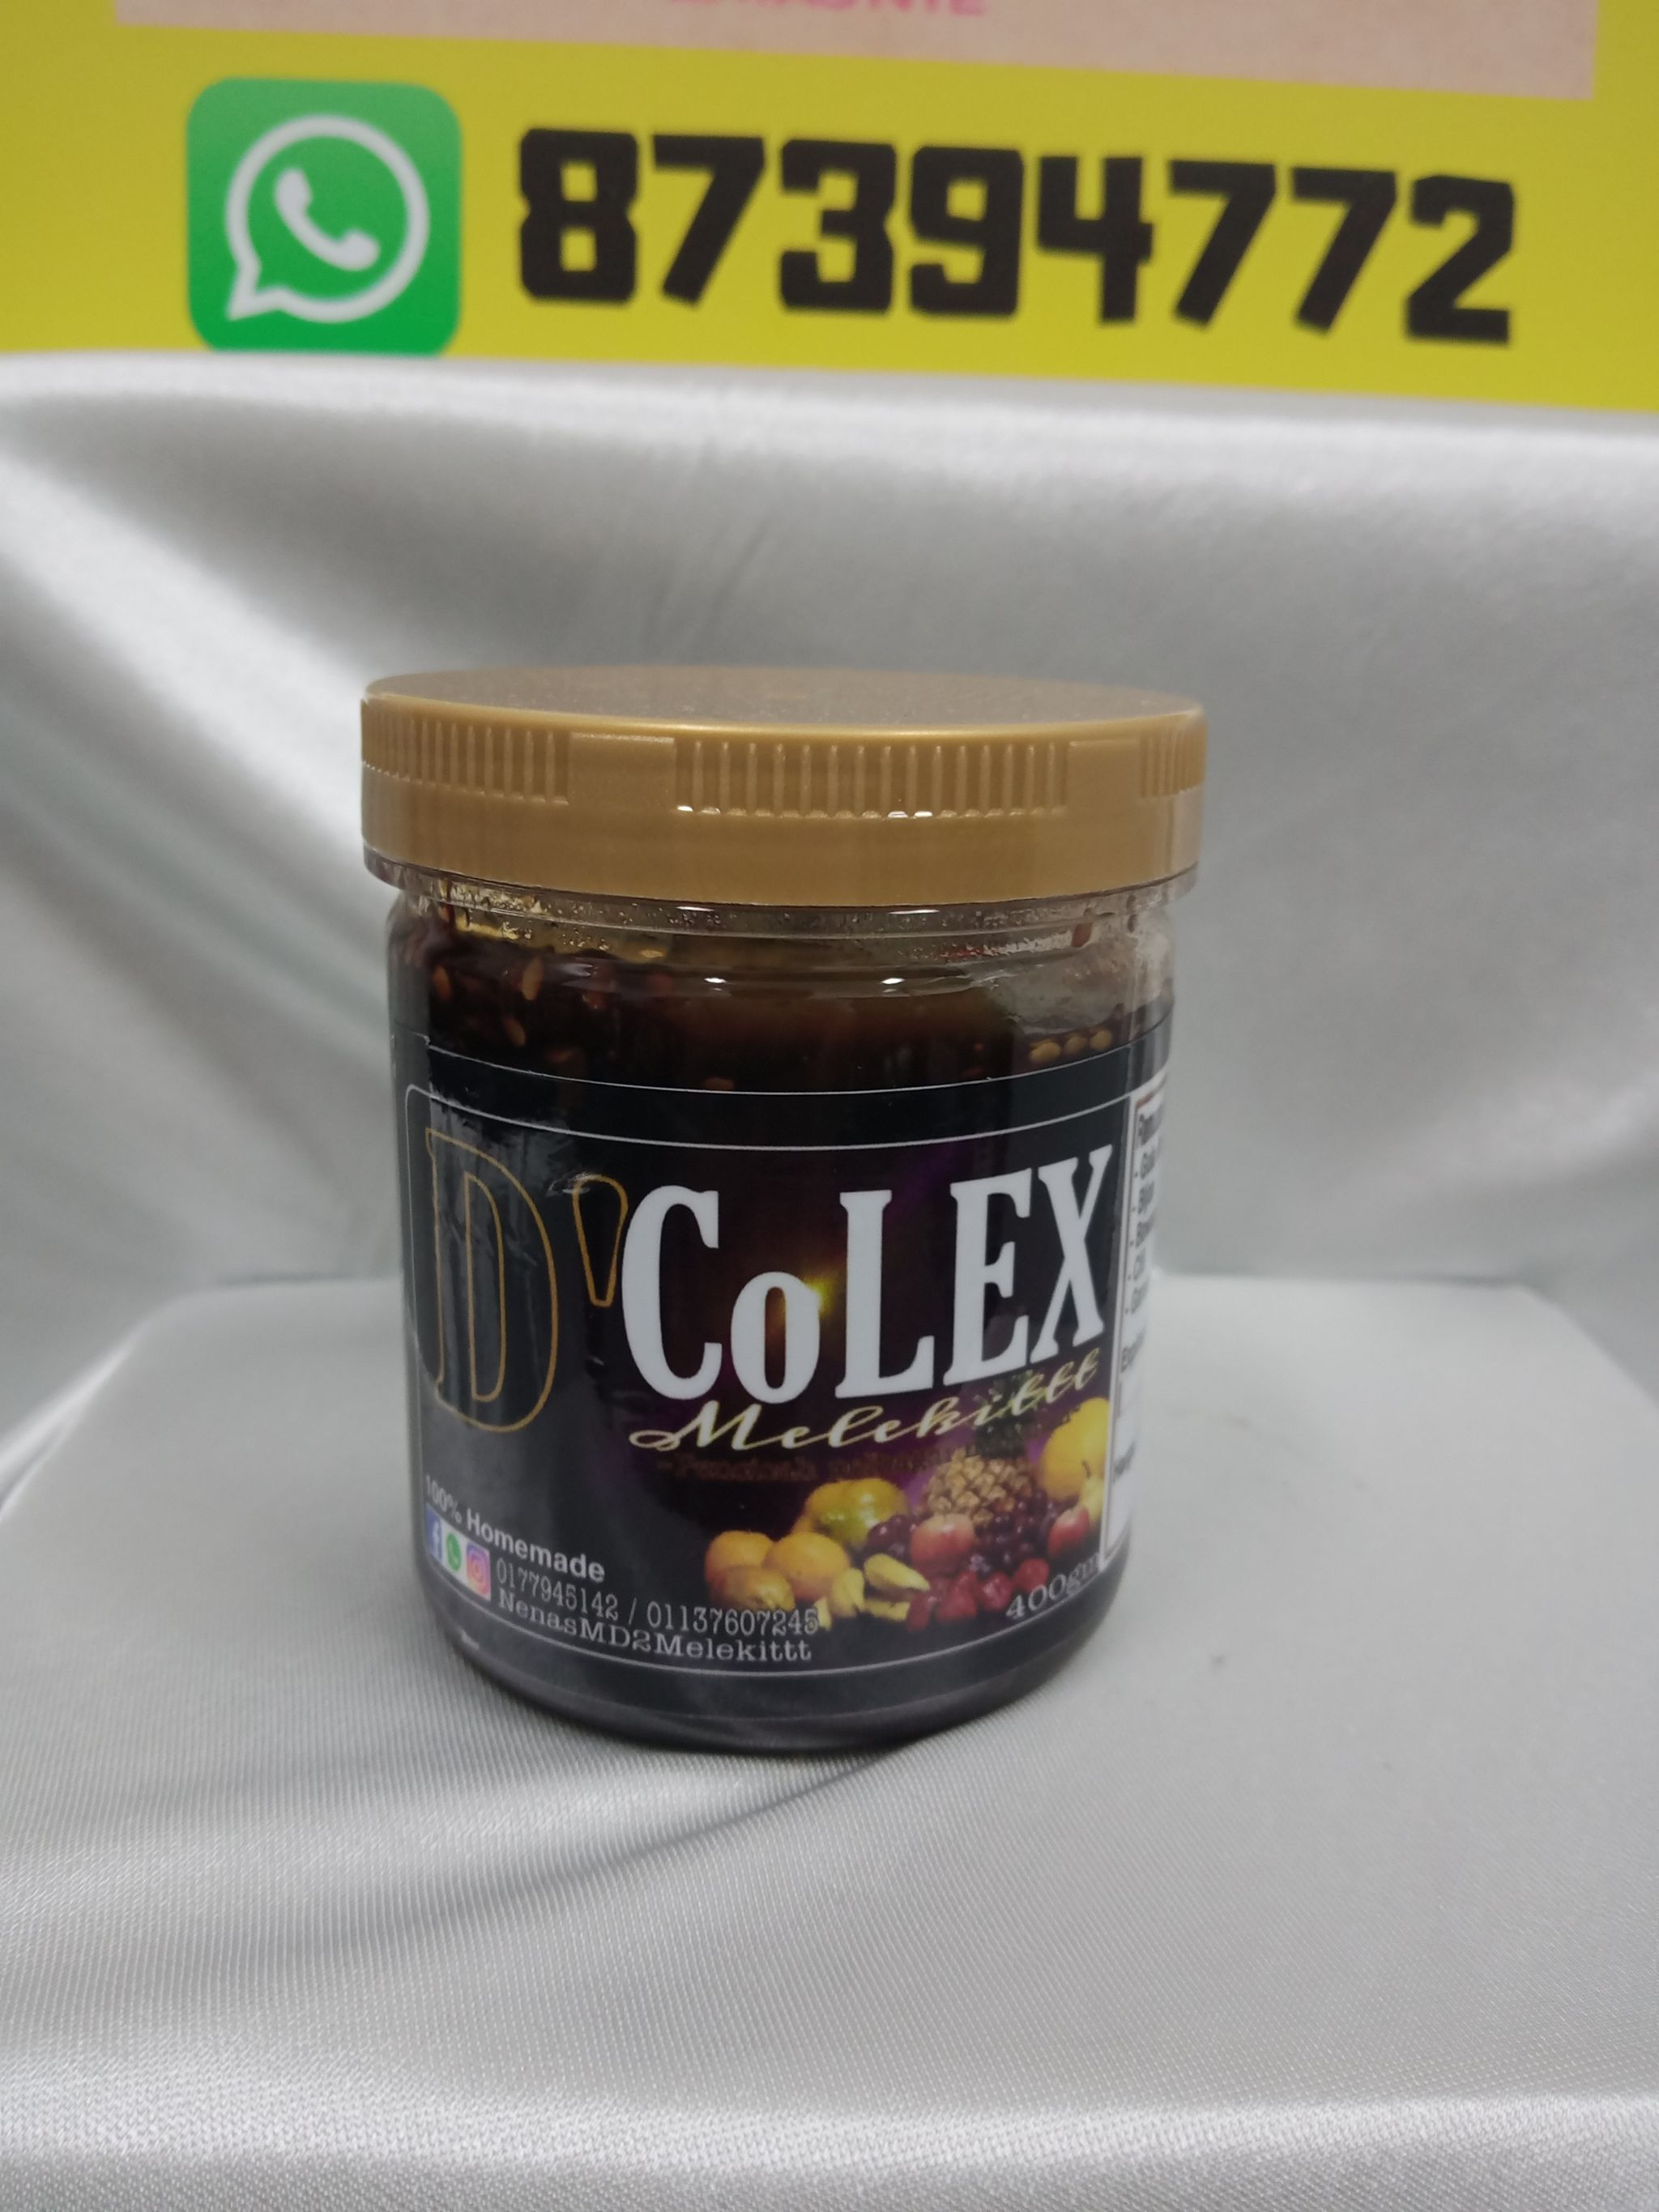 87394772
D'CoLEX
Melekittt
100% Homemade
0177945142 / 01137607245
NenasMD2Melekittt
400gm